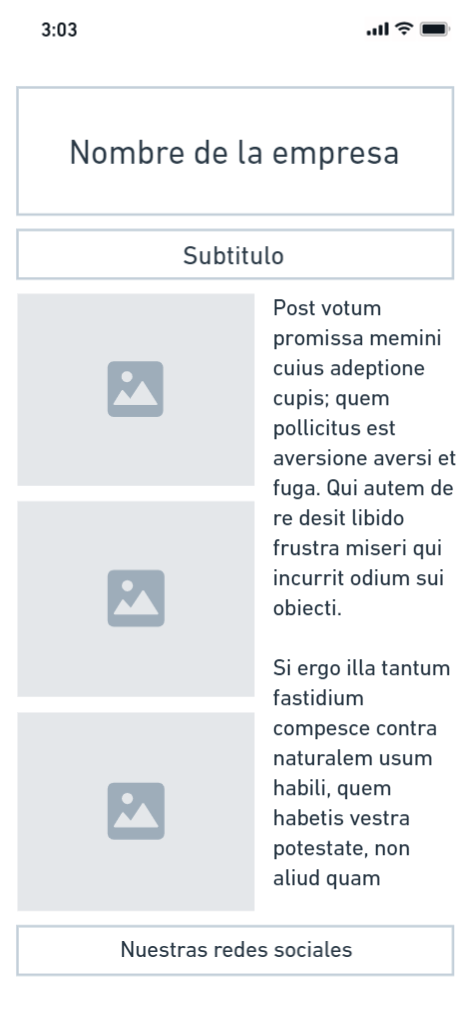 3:03
Nombre de la empresa
Subtitulo
Post votum
promissa memini
cuius adeptione
cupis; quem
pollicitus est
aversione aversi et
fuga. Qui autem de
re desit libido
frustra miseri qui
incurrit odium sui
obiecti.
Si ergo illa tantum
fastidium
compesce contra
naturalem usum
habili, quem
habetis vestra
potestate, non
aliud quam
Nuestras redes sociales